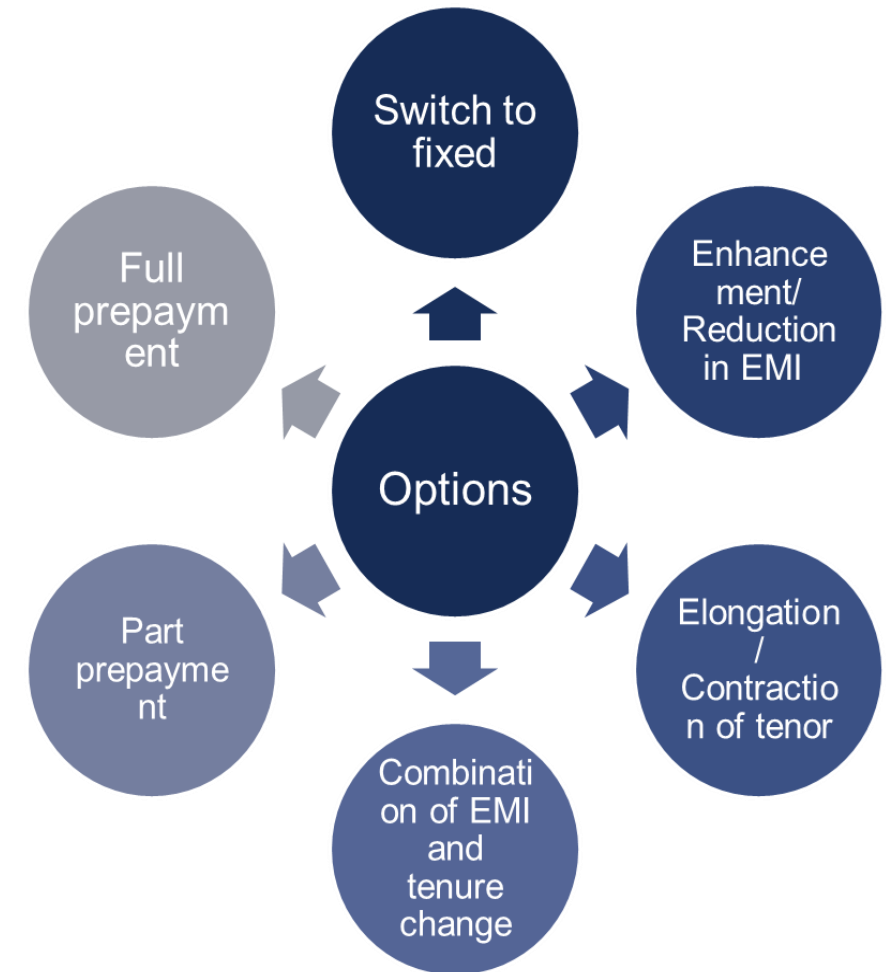 Switch to
fixed
Enhance
ment/
Reduction
in EMI
Elongation
/
Contractio
n of tenor
Combinati
on of EMI
and
tenure
change
Part
prepayme
nt
Full
prepaym
ent
Options